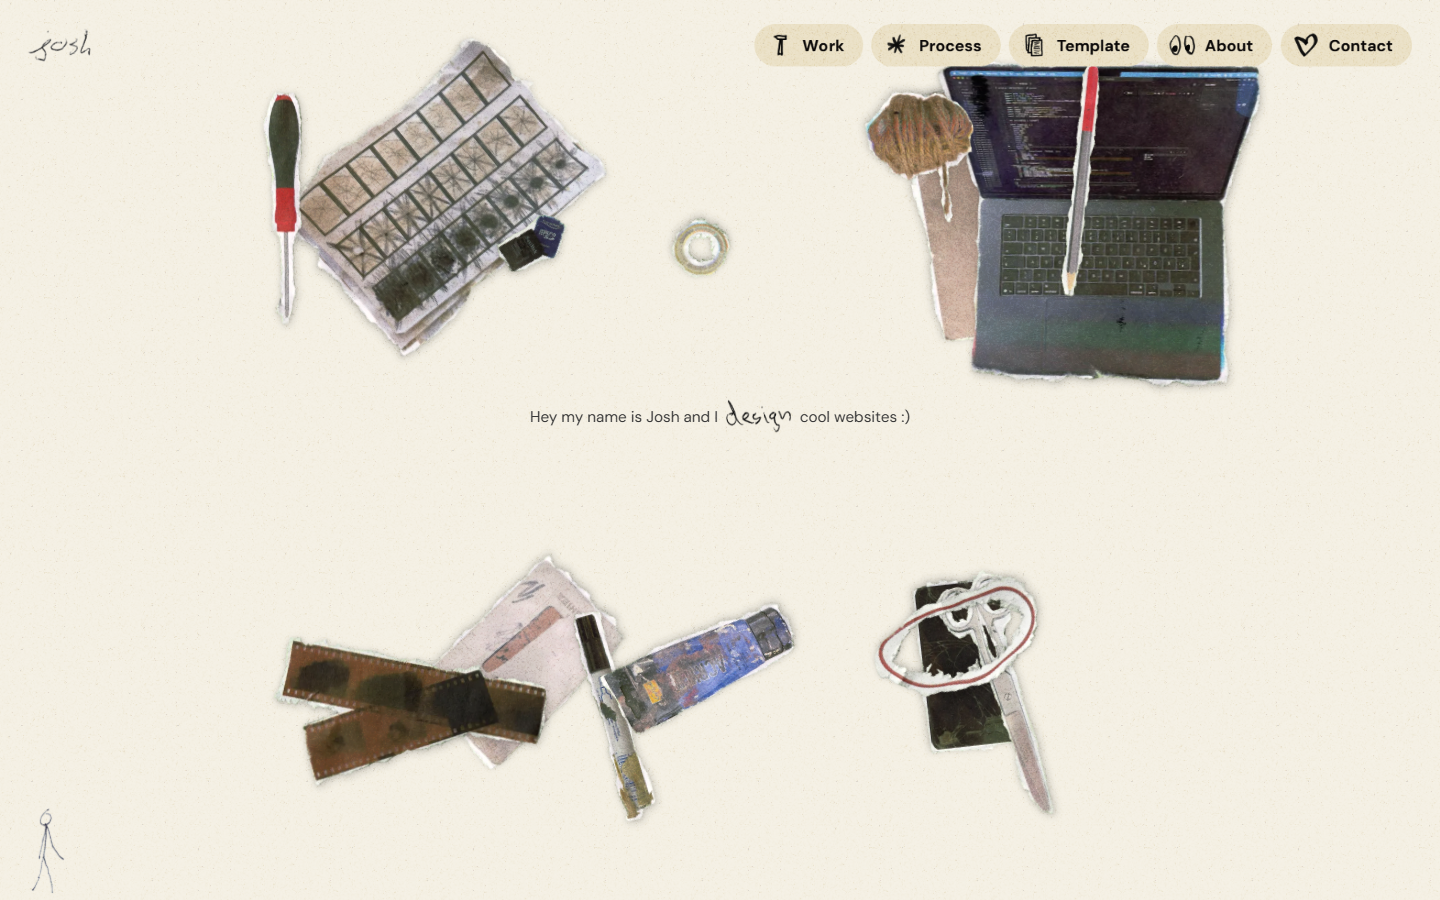 josh
Work
Process
Template
About
Contact
Hey my name is Josh and I design cool websites :)